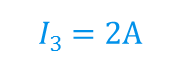 I₃ = 2A